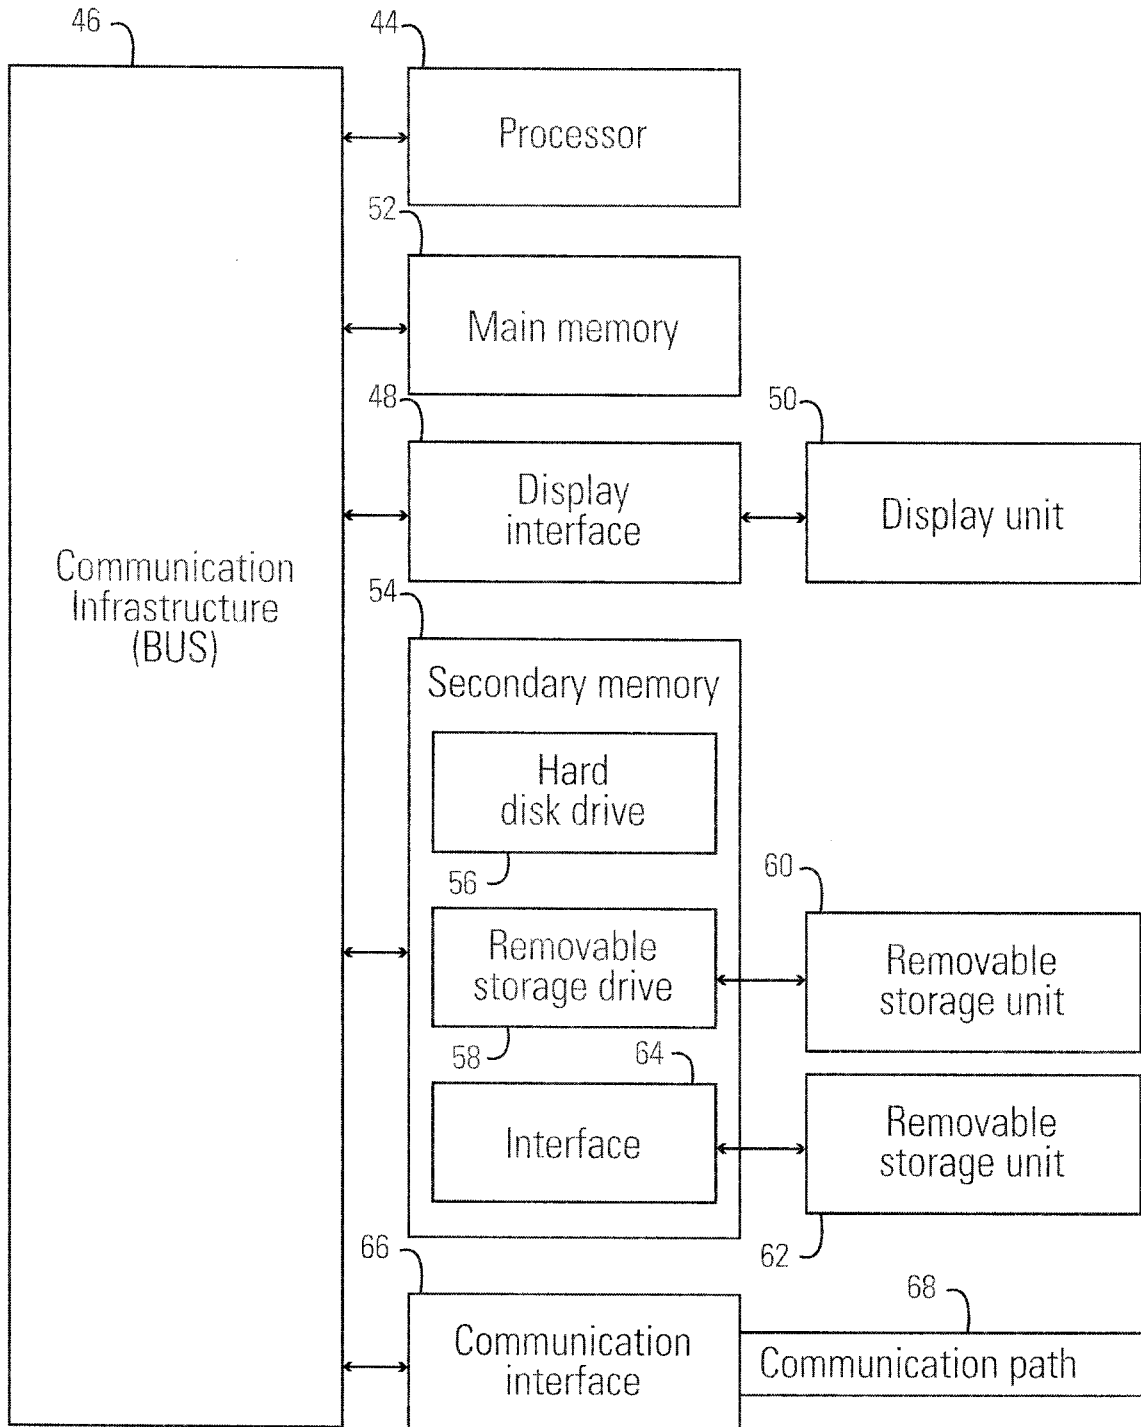 46
44
Processor
52
Main memory
48
50
Display
interface
Display unit
Communication
Infrastructure
(BUS)
54
Secondary memory
Hard
disk drive
56
60
Removable
storage drive
Removable
storage unit
58
64
Interface
Removable
storage unit
62
66
68
Communication
interface
Communication path